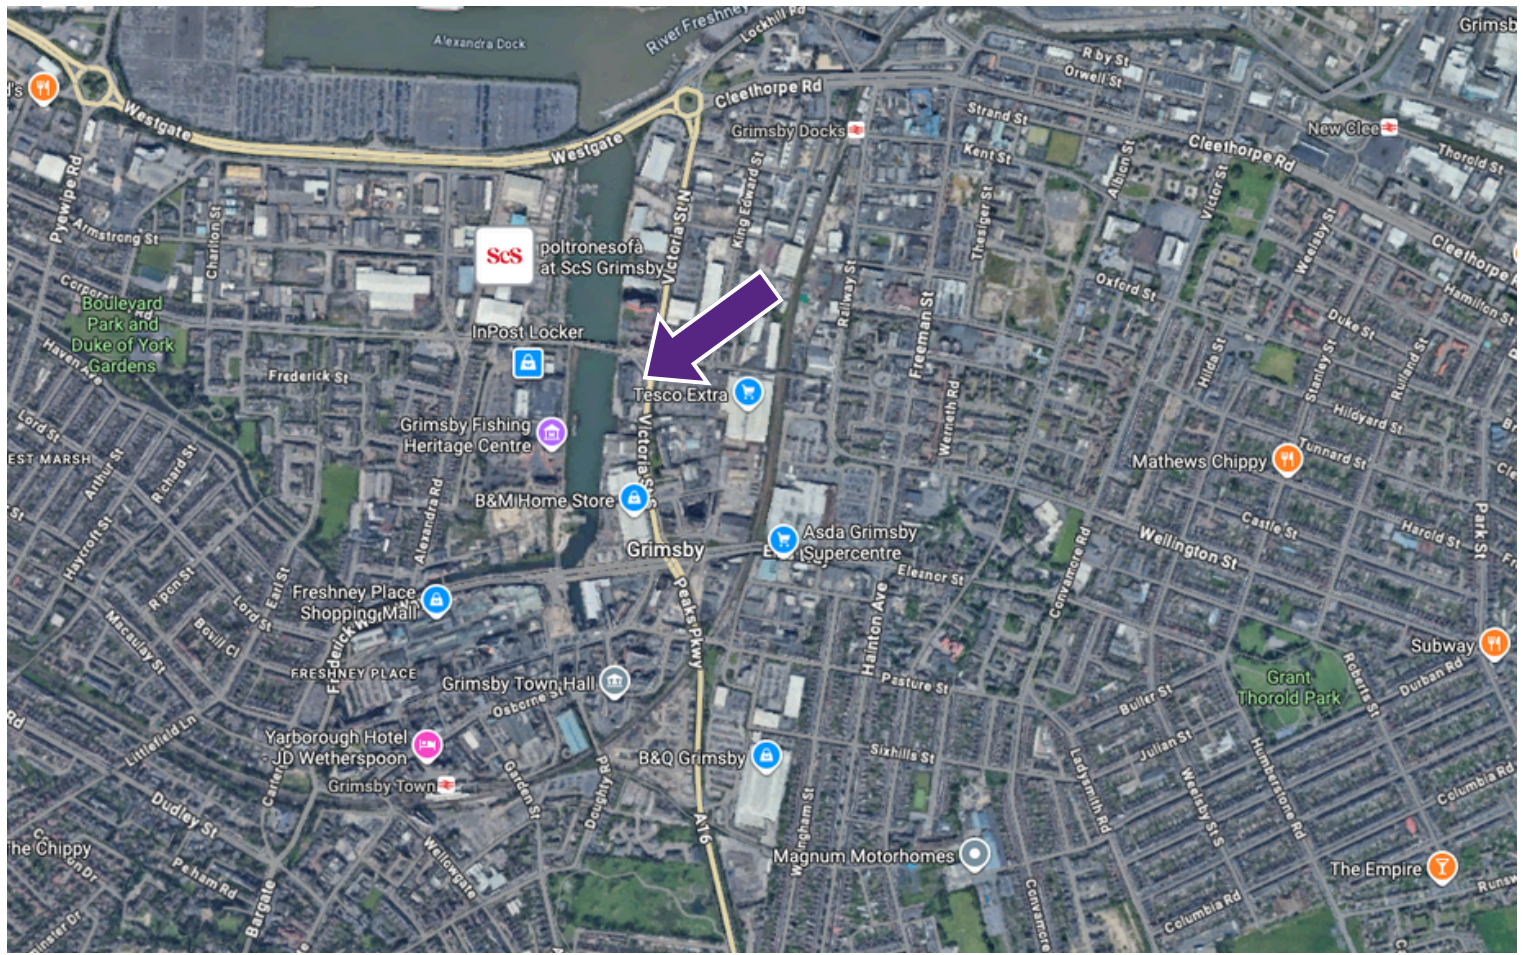 Alexandra Dock
River Freshney
Lockhill Rd
Grimsb
d's
Westgate
Cleethorpe Rd
Riby St
Orwell St
Strand St
Grimsby Docks
New Clee
Westgate
Kent St
Cleethorpe Rd
Thorold St
Pyewipe Rd
Armstrong St
Charlton St
Victoria St N
King Edward St
Albion St
Victor St
Thesiger St
Weelsby St
Cleethorpe
ScS
poltronesofà
at ScS Grimsby
Corporation Rd
Boulevard
Park and
Duke of York
Gardens
Railway St
Oxford St
Hamilton St
Duke St
InPost Locker
Haven Ave
Frederick St
Freeman St
Hilda St
Stanley St
Rutland St
Tesco Extra
Lord St
Werneth Rd
Hildyard St
Grimsby Fishing
Heritage Centre
EST MARSH
Arthur St
Richard St
Victoria St S
Mathews Chippy
Tunnard St
St
B&M Home Store
Alexandra Rd
Haycroft St
Castle St
Harold St
Park St
Grimsby
Asda Grimsby
Supercentre
Wellington St
Eleanor St
Convamore Rd
Ripon St
Earl St
Lord St
Freshney Place
Shopping Mall
Peaks Pkwy
Macaulay St
Bovill Cl
Hainton Ave
Subway
FRESHNEY PLACE
Grimsby Town Hall
Osborne St
Pasture St
Grant
Thorold Park
Roberts St
Durban Rd
Buller St
Rd
Littlefield Ln
Yarborough Hotel
- JD Wetherspoon
B&Q Grimsby
Sixhills St
Julian St
Grimsby Town
Garden St
Doughty Rd
Ladysmith Rd
Weelsby St S
Humberstone Rd
Columbia Rd
Dudley St
A16
The Chippy
Wellowgate
Pelham Rd
Magnum Motorhomes
The Empire
Runsw
Bargate
Convamore
Columbia Rd